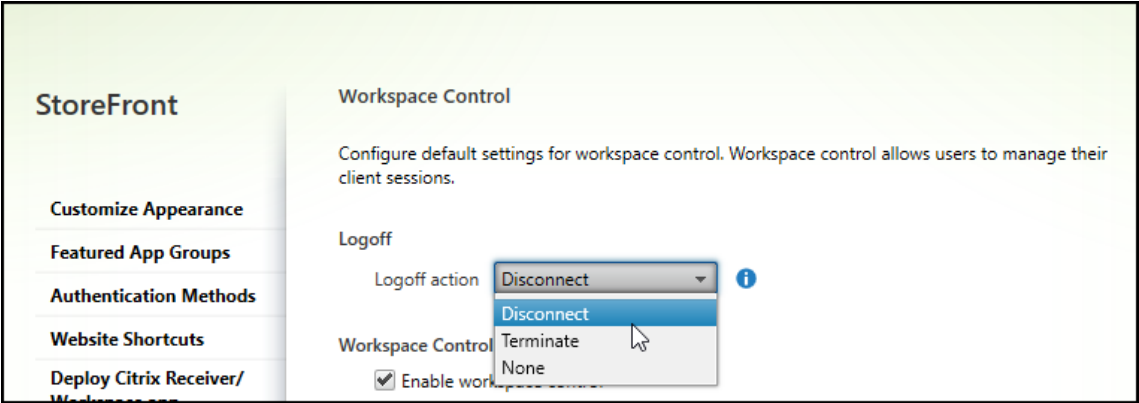 StoreFront
Customize Appearance
Featured App Groups
Authentication Methods
Website Shortcuts
Deploy Citrix Receiver/
Workspace app
Workspace Control
Configure default settings for workspace control. Workspace control allows users to manage their
client sessions.
Logoff
Logoff action
Disconnect
Disconnect
Terminate
None
Workspace Control
Enable workspace control